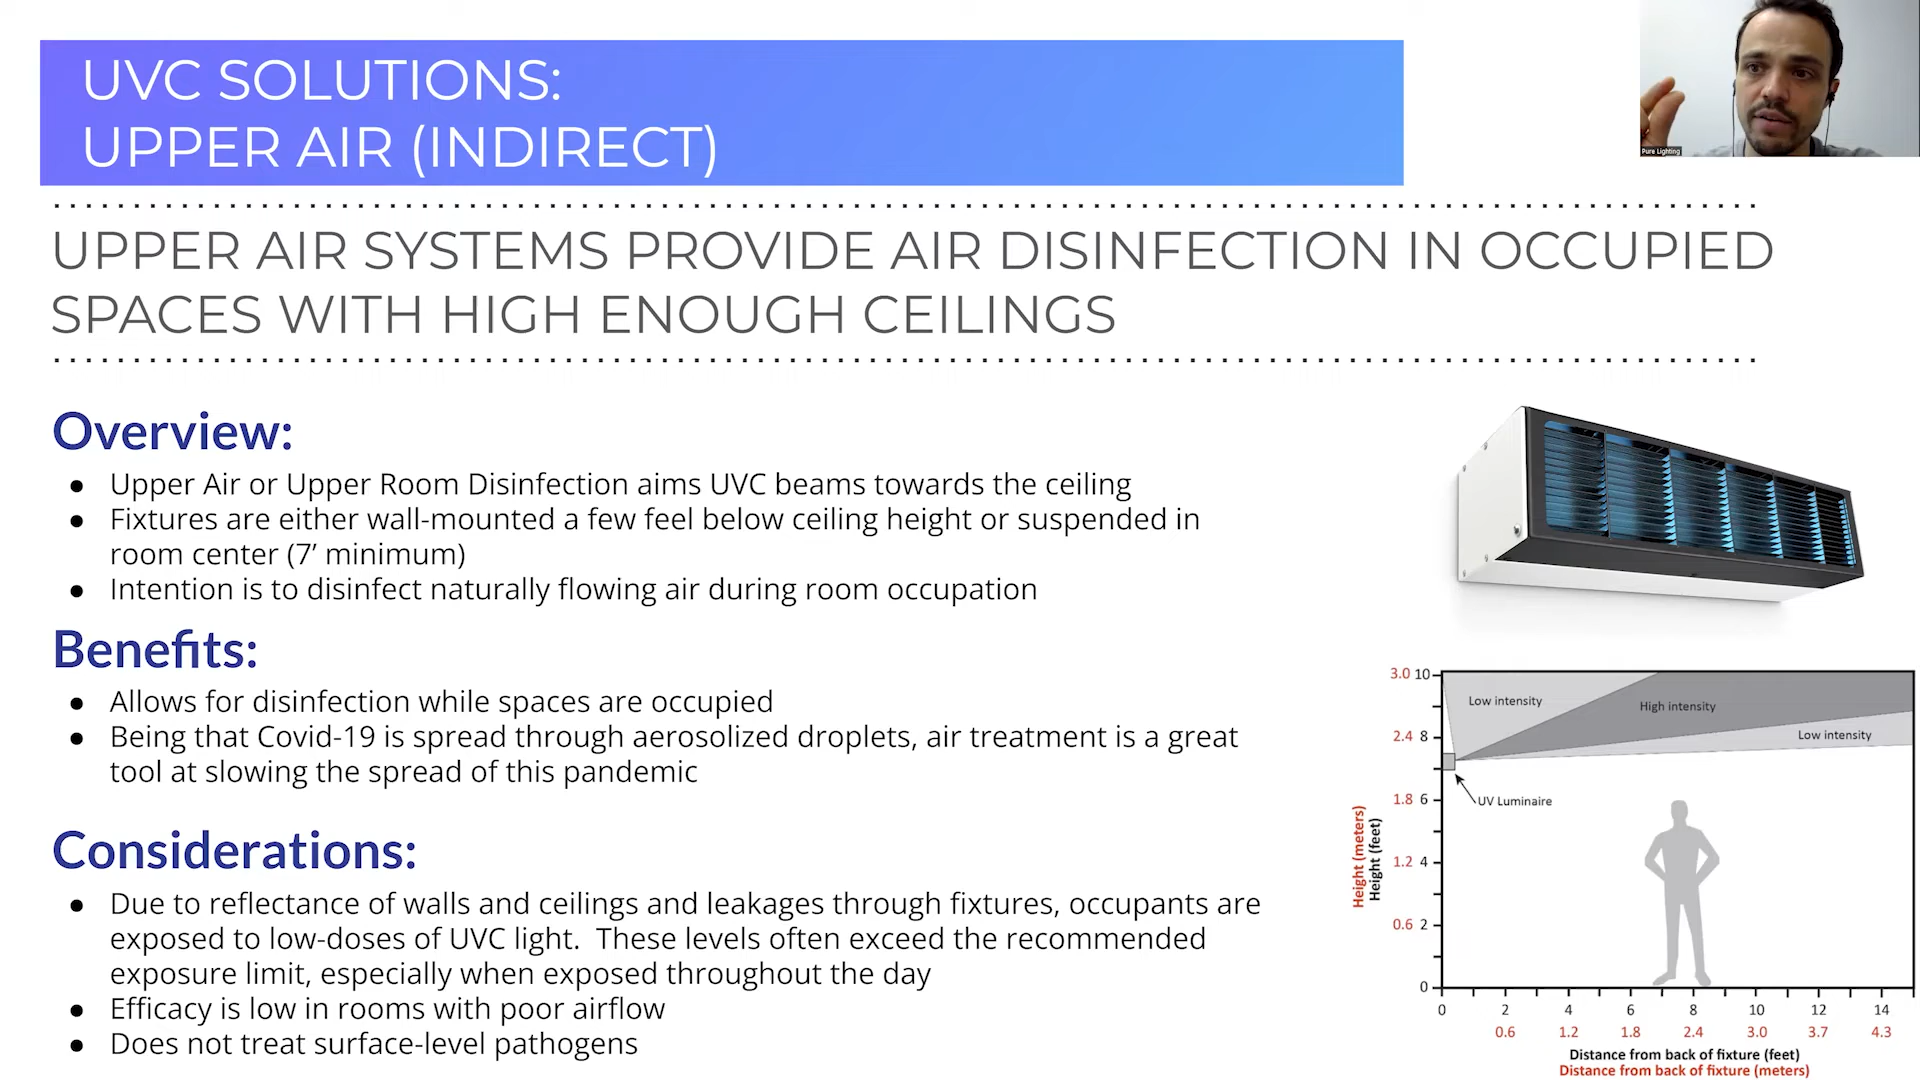 UVC SOLUTIONS:
UPPER AIR (INDIRECT)
Pure Lighting
UPPER AIR SYSTEMS PROVIDE AIR DISINFECTION IN OCCUPIED
SPACES WITH HIGH ENOUGH CEILINGS
Overview:
● Upper Air or Upper Room Disinfection aims UVC beams towards the ceiling
● Fixtures are either wall-mounted a few feel below ceiling height or suspended in
room center (7’ minimum)
● Intention is to disinfect naturally flowing air during room occupation
Benefits:
● Allows for disinfection while spaces are occupied
● Being that Covid-19 is spread through aerosolized droplets, air treatment is a great
tool at slowing the spread of this pandemic
Considerations:
● Due to reflectance of walls and ceilings and leakages through fixtures, occupants are
exposed to low-doses of UVC light.  These levels often exceed the recommended
exposure limit, especially when exposed throughout the day
● Efficacy is low in rooms with poor airflow
● Does not treat surface-level pathogens
3.0 10
Low intensity
High intensity
2.4 8
Low intensity
1.8 6
UV Luminaire
1.2 4
0.6 2
0
Height (meters)
Height (feet)
0 2 4 6 8 10 12 14
0.6 1.2 1.8 2.4 3.0 3.7 4.3
Distance from back of fixture (feet)
Distance from back of fixture (meters)